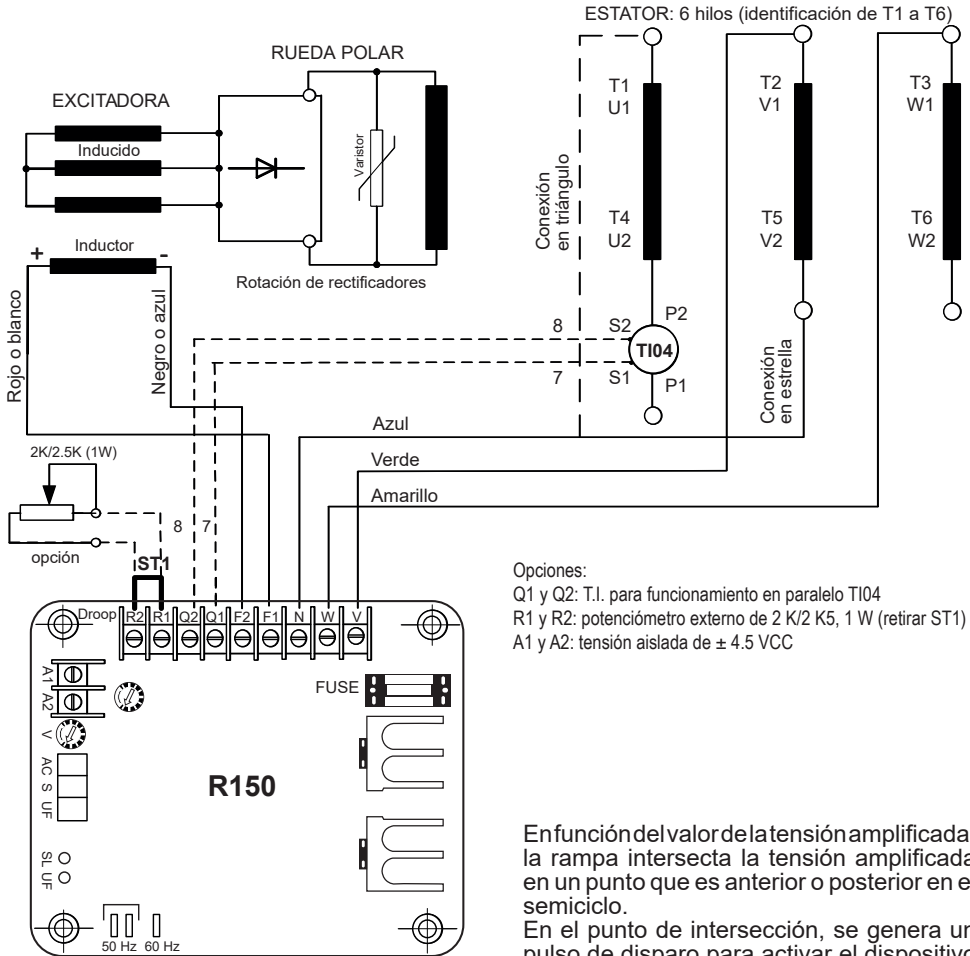 ESTATOR: 6 hilos (identificación de T1 a T6)
RUEDA POLAR
EXCITADORA
Inducido
Varistor
Inductor
+
-
Rotación de rectificadores
Rojo o blanco
Negro o azul
Conexión
en triángulo
T1
U1
T4
U2
T2
V1
T5
V2
T3
W1
T6
W2
8
S2
P2
TI04
7
S1
P1
Conexión
en estrella
Azul
Verde
Amarillo
2K/2.5K (1W)
opción
8
7
ST1
Droop
R2
R1
Q2
Q1
F2
F1
N
W
V
A1
A2
V
AC
S
UF
SL
UF
FUSE
R150
50 Hz
60 Hz
Opciones:
Q1 y Q2: T.I. para funcionamiento en paralelo TI04
R1 y R2: potenciómetro externo de 2 K/2 K5, 1 W (retirar ST1)
A1 y A2: tensión aislada de ± 4.5 VCC
En función del valor de la tensión amplificada
la rampa intersecta la tensión amplificada
en un punto que es anterior o posterior en e
semiciclo.
En el punto de intersección, se genera un
pulso de disparo para activar el dispositivo